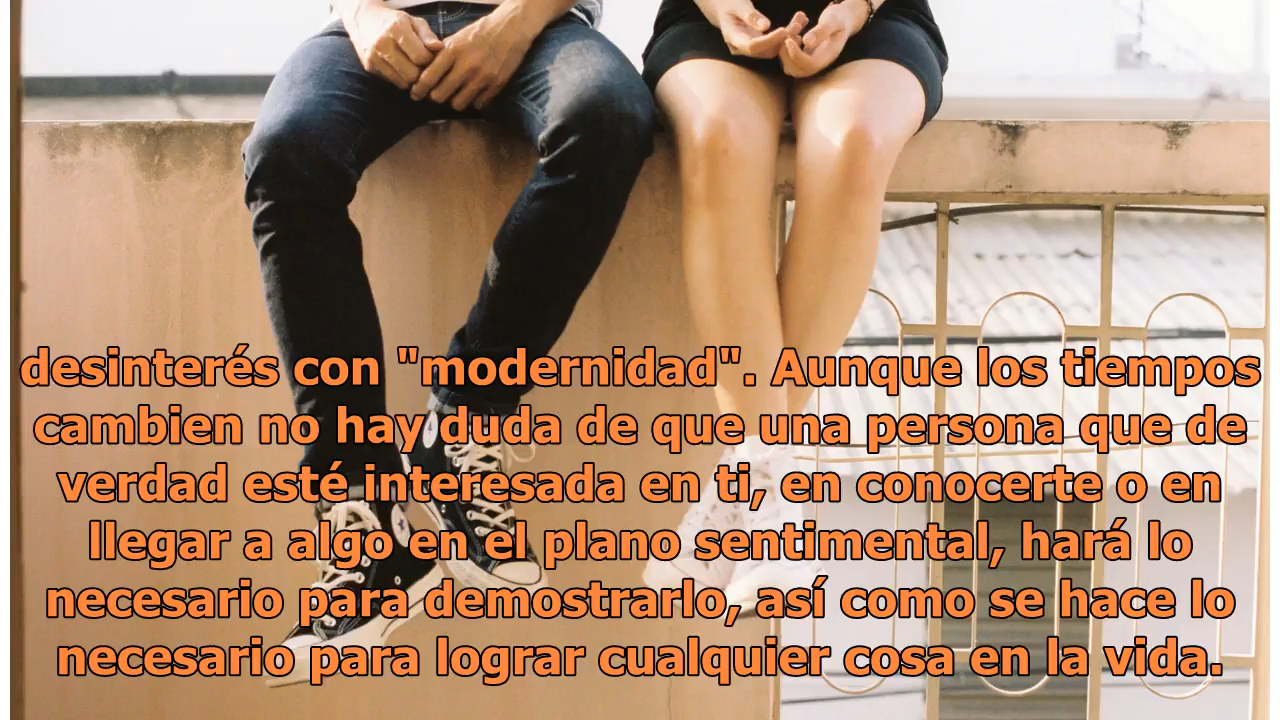 desinterés con "modernidad". Aunque los tiempos
cambien no hay duda de que una persona que de
verdad esté interesada en ti, en conocerte o en
llegar a algo en el plano sentimental, hará lo
necesario para demostrarlo, así como se hace lo
necesario para lograr cualquier cosa en la vida.